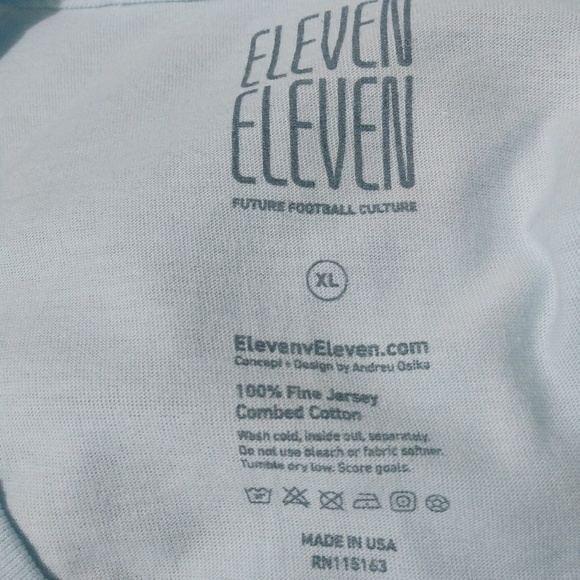 ELEVEN
ELEVEN
FUTURE FOOTBALL CULTURE
XL
ElevenvEleven.com
Concept + Design by Andreu Osika
100% Fine Jersey
Combed Cotton
Wash cold, inside out, separately.
Do not use bleach or fabric softner.
Tumble dry low. Score goals.
MADE IN USA
RN115163